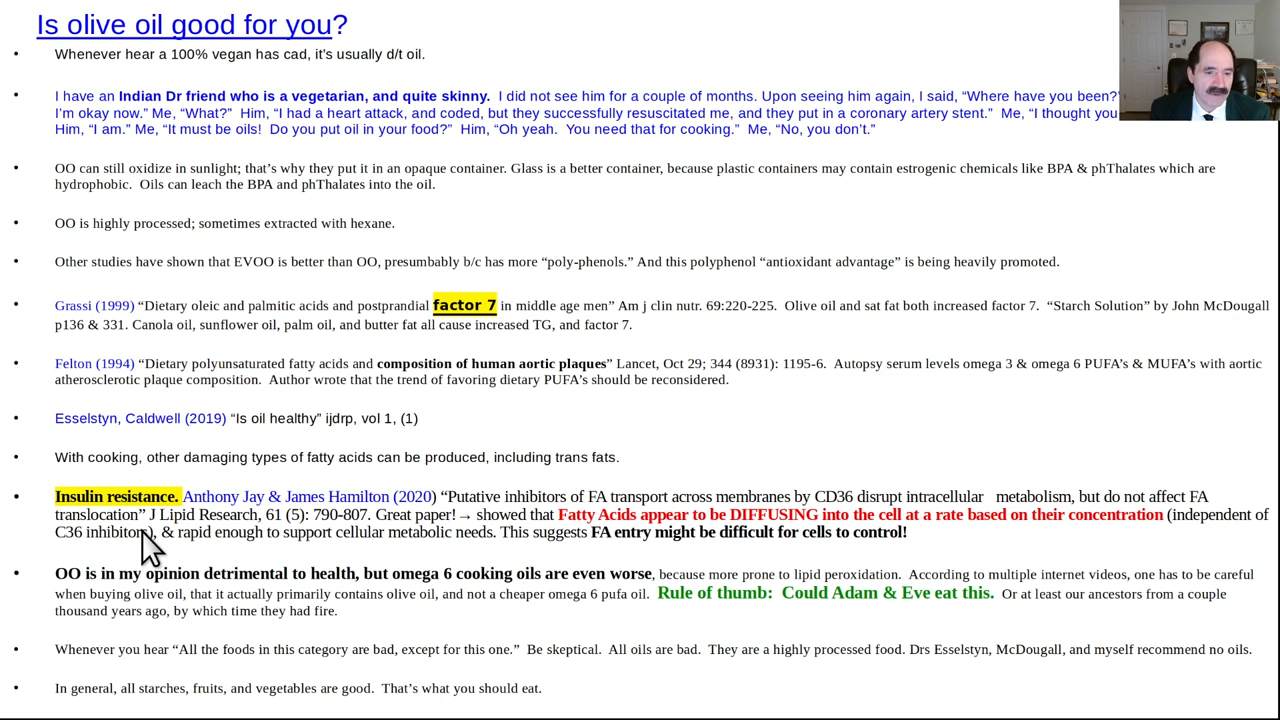 Is olive oil good for you?
• Whenever hear a 100% vegan has cad, it's usually d/t oil.
• I have an Indian Dr friend who is a vegetarian, and quite skinny. I did not see him for a couple of months. Upon seeing him again, I said, “Where have you been?”
I'm okay now.” Me, “What?” Him, “I had a heart attack, and coded, but they successfully resuscitated me, and they put in a coronary artery stent.” Me, “I thought you
Him, “I am.” Me, “It must be oils! Do you put oil in your food?” Him, “Oh yeah. You need that for cooking.” Me, “No, you don't.”
• OO can still oxidize in sunlight; that's why they put it in an opaque container. Glass is a better container, because plastic containers may contain estrogenic chemicals like BPA & phThalates which are
hydrophobic. Oils can leach the BPA and phThalates into the oil.
• OO is highly processed; sometimes extracted with hexane.
• Other studies have shown that EVOO is better than OO, presumbably b/c has more “poly-phenols.” And this polyphenol “antioxidant advantage” is being heavily promoted.
• Grassi (1999) “Dietary oleic and palmitic acids and postprandial factor 7 in middle age men” Am j clin nutr. 69:220-225. Olive oil and sat fat both increased factor 7. “Starch Solution” by John McDougall
p136 & 331. Canola oil, sunflower oil, palm oil, and butter fat all cause increased TG, and factor 7.
• Felton (1994) “Dietary polyunsaturated fatty acids and composition of human aortic plaques” Lancet, Oct 29; 344 (8931): 1195-6. Autopsy serum levels omega 3 & omega 6 PUFA's & MUFA's with aortic
atherosclerotic plaque composition. Author wrote that the trend of favoring dietary PUFA's should be reconsidered.
• Esselstyn, Caldwell (2019) “Is oil healthy” ijdrp, vol 1, (1)
• With cooking, other damaging types of fatty acids can be produced, including trans fats.
• Insulin resistance. Anthony Jay & James Hamilton (2020) “Putative inhibitors of FA transport across membranes by CD36 disrupt intracellular metabolism, but do not affect FA
translocation” J Lipid Research, 61 (5): 790-807. Great paper!→ showed that Fatty Acids appear to be DIFFUSING into the cell at a rate based on their concentration (independent of
C36 inhibitors), & rapid enough to support cellular metabolic needs. This suggests FA entry might be difficult for cells to control!
• OO is in my opinion detrimental to health, but omega 6 cooking oils are even worse, because more prone to lipid peroxidation. According to multiple internet videos, one has to be careful
when buying olive oil, that it actually primarily contains olive oil, and not a cheaper omega 6 pufa oil. Rule of thumb: Could Adam & Eve eat this. Or at least our ancestors from a couple
thousand years ago, by which time they had fire.
• Whenever you hear “All the foods in this category are bad, except for this one.” Be skeptical. All oils are bad. They are a highly processed food. Drs Esselstyn, McDougall, and myself recommend no oils.
• In general, all starches, fruits, and vegetables are good. That's what you should eat.